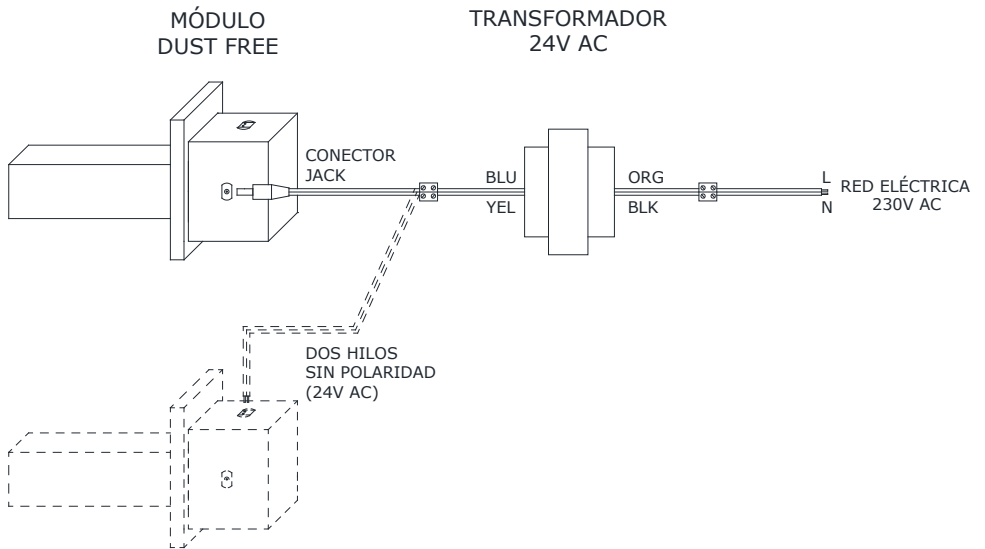 MÓDULO
DUST FREE
TRANSFORMADOR
24V AC
CONECTOR
JACK
BLU
YEL
ORG
BLK
L
N
RED ELÉCTRICA
230V AC
DOS HILOS
SIN POLARIDAD
(24V AC)